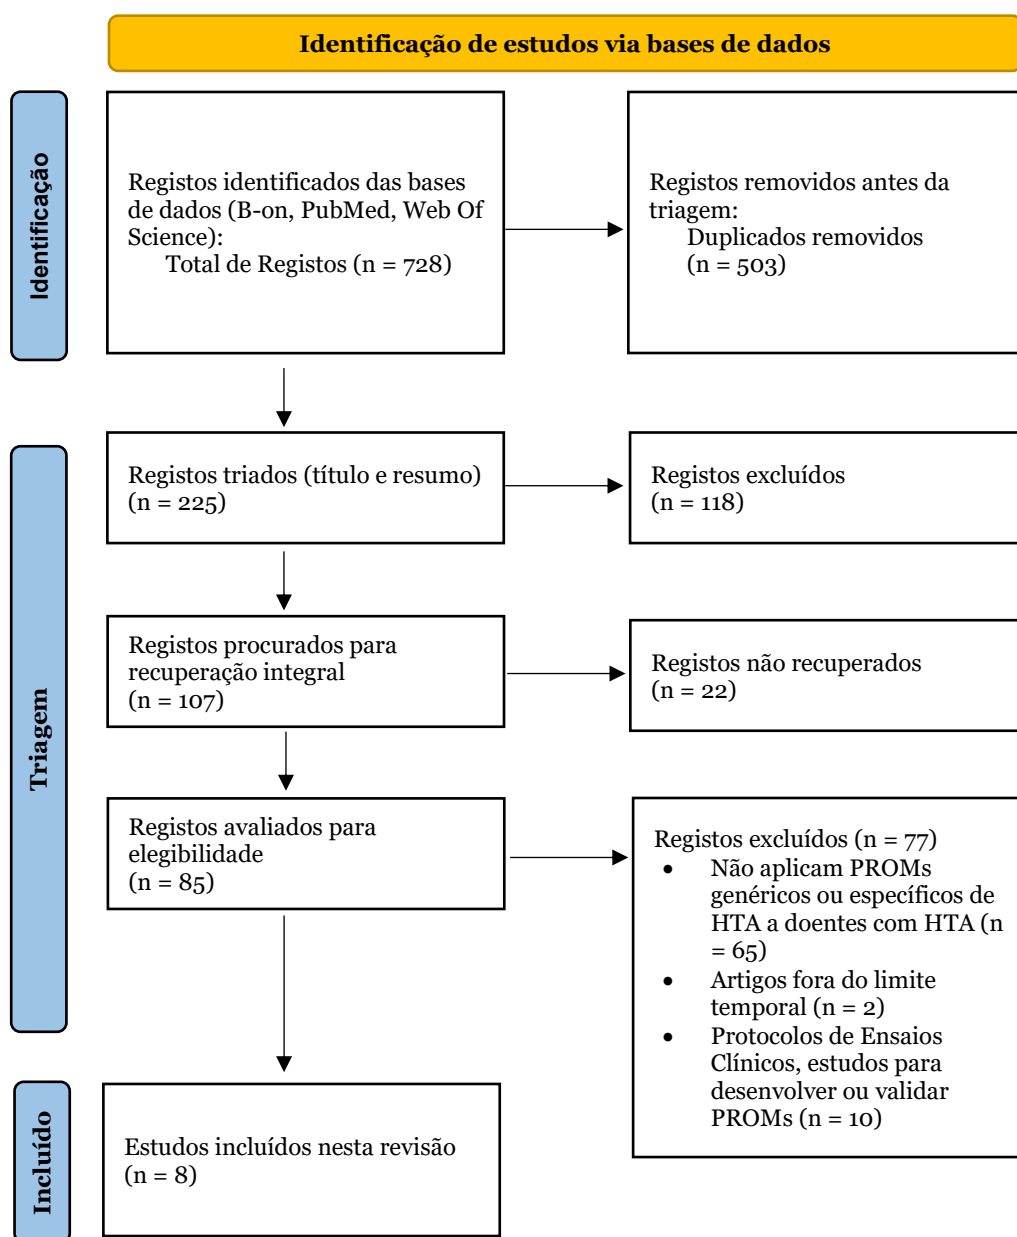 Identificação de estudos via bases de dados
Identificação
Registos identificados das bases
de dados (B-on, PubMed, Web Of
Science):
Total de Registos (n = 728)
Registos removidos antes da
triagem:
Duplicados removidos
(n = 503)
Triagem
Registos triados (título e resumo)
(n = 225)
Registos excluídos
(n = 118)
Registos procurados para
recuperação integral
(n = 107)
Registos não recuperados
(n = 22)
Registos avaliados para
elegibilidade
(n = 85)
Registos excluídos (n = 77)
• Não aplicam PROMs
genéricos ou específicos de
HTA a doentes com HTA (n
= 65)
• Artigos fora do limite
temporal (n = 2)
• Protocolos de Ensaios
Clínicos, estudos para
desenvolver ou validar
PROMs (n = 10)
Incluído
Estudos incluídos nesta revisão
(n = 8)